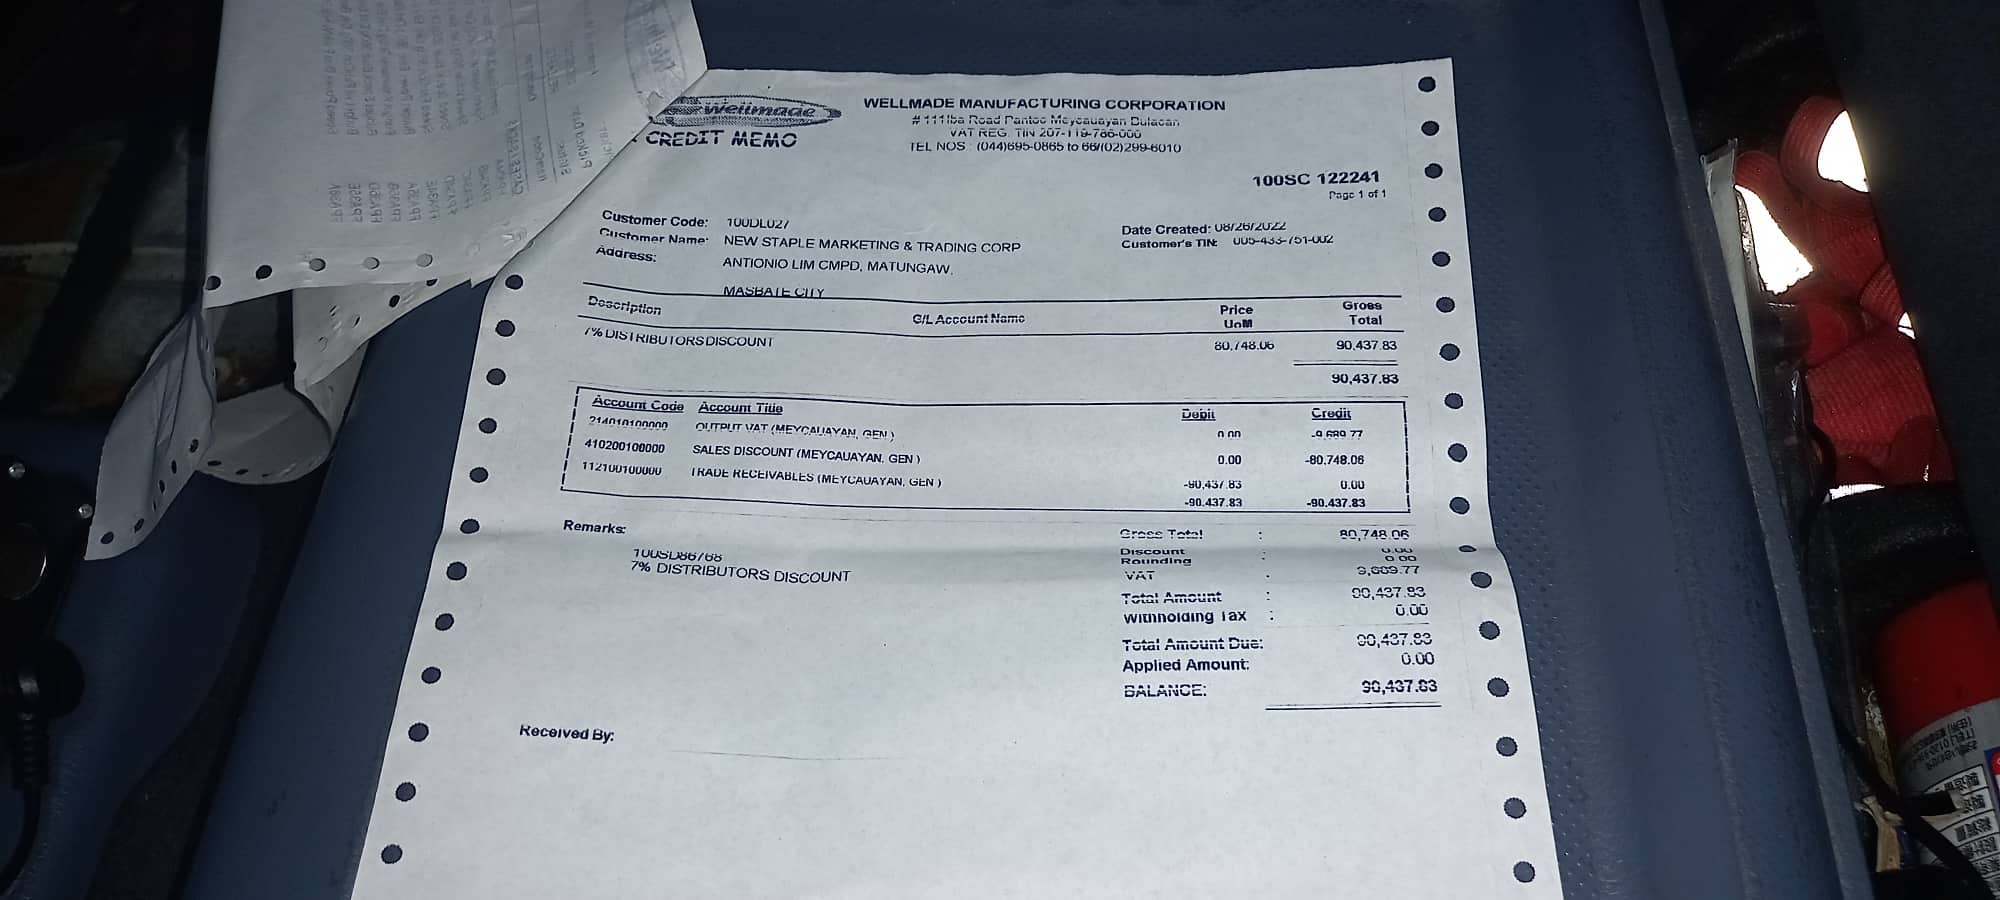 wellmade
CREDIT MEMO
WELLMADE MANUFACTURING CORPORATION
#111Iba Road Pantoc Meycauayan Bulacan
VAT REG. TIN 207-119-786-000
TEL NOS : (044)695-0865 to 66/(02)299-6010
100SC 122241
Page 1 of 1
Customer Code: 100DL027
Customer Name: NEW STAPLE MARKETING & TRADING CORP
Address: ANTIONIO LIM CMPD, MATUNGAW,
MASBATE CITY
Date Created: 08/26/2022
Customer's TIN: 005-433-751-002
Description G/L Account Name Price UoM Gross Total
7% DISTRIBUTORS DISCOUNT 80,748.06 90,437.83
90,437.83
Account Code Account Title Debit Credit
214010100000 OUTPUT VAT (MEYCAUAYAN, GEN ) 0.00 -9,689.77
410200100000 SALES DISCOUNT (MEYCAUAYAN, GEN ) 0.00 -80,748.06
112100100000 TRADE RECEIVABLES (MEYCAUAYAN, GEN ) -90,437.83 0.00
-90,437.83 -90,437.83
Remarks:
100SD86768
7% DISTRIBUTORS DISCOUNT
Gross Total : 80,748.06
Discount : 0.00
Rounding 0.00
VAT : 9,689.77
Total Amount : 90,437.83
Withholding Tax : 0.00
Total Amount Due: 90,437.83
Applied Amount: 0.00
BALANCE: 90,437.83
Received By: